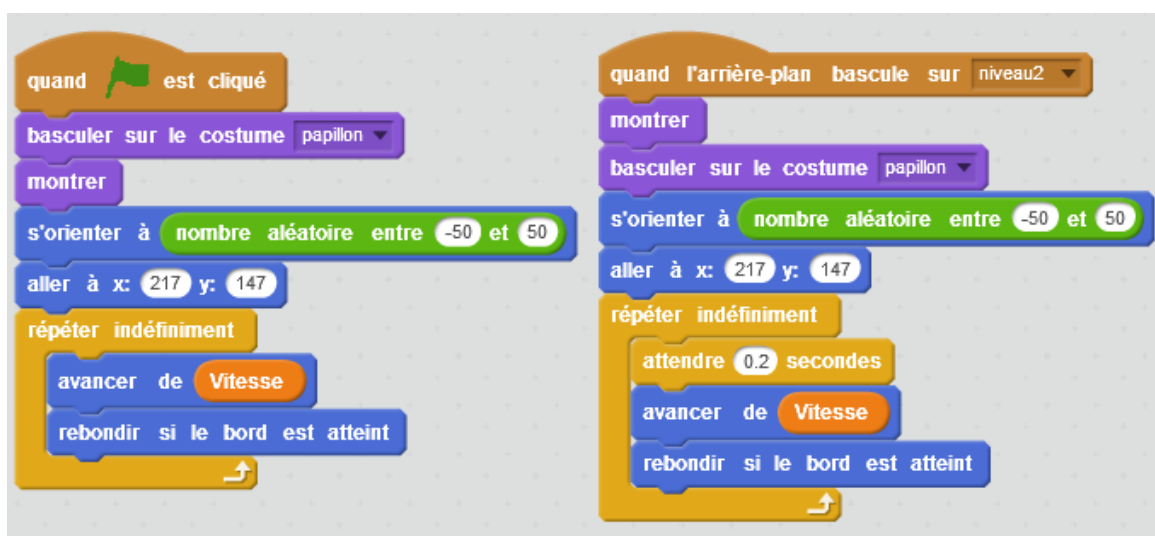 quand est cliqué
basculer sur le costume papillon
montrer
s'orienter à nombre aléatoire entre -50 et 50
aller à x: 217 y: 147
répéter indéfiniment
avancer de Vitesse
rebondir si le bord est atteint
quand l'arrière-plan bascule sur niveau2
montrer
basculer sur le costume papillon
s'orienter à nombre aléatoire entre -50 et 50
aller à x: 217 y: 147
répéter indéfiniment
attendre 0.2 secondes
avancer de Vitesse
rebondir si le bord est atteint